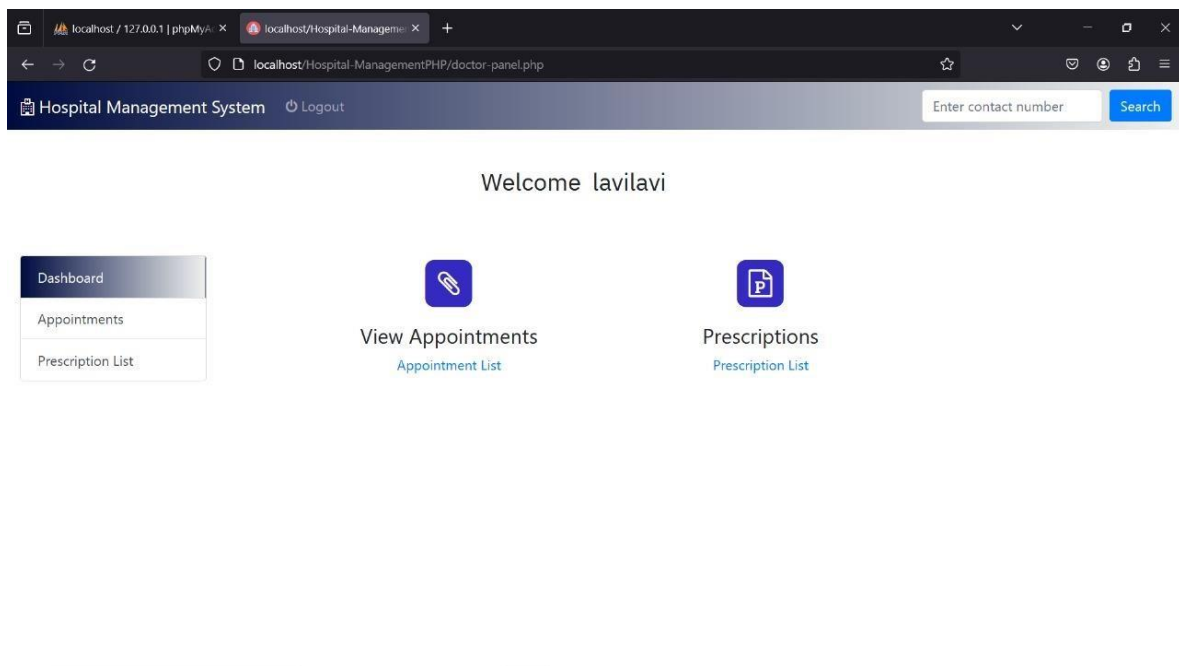 localhost / 127.0.0.1 | phpMyA
localhost/Hospital-Manageme
localhost/Hospital-ManagementPHP/doctor-panel.php
Hospital Management System Logout Enter contact number Search
Welcome lavilavi
Dashboard
Appointments
Prescription List
View Appointments
Appointment List
Prescriptions
Prescription List